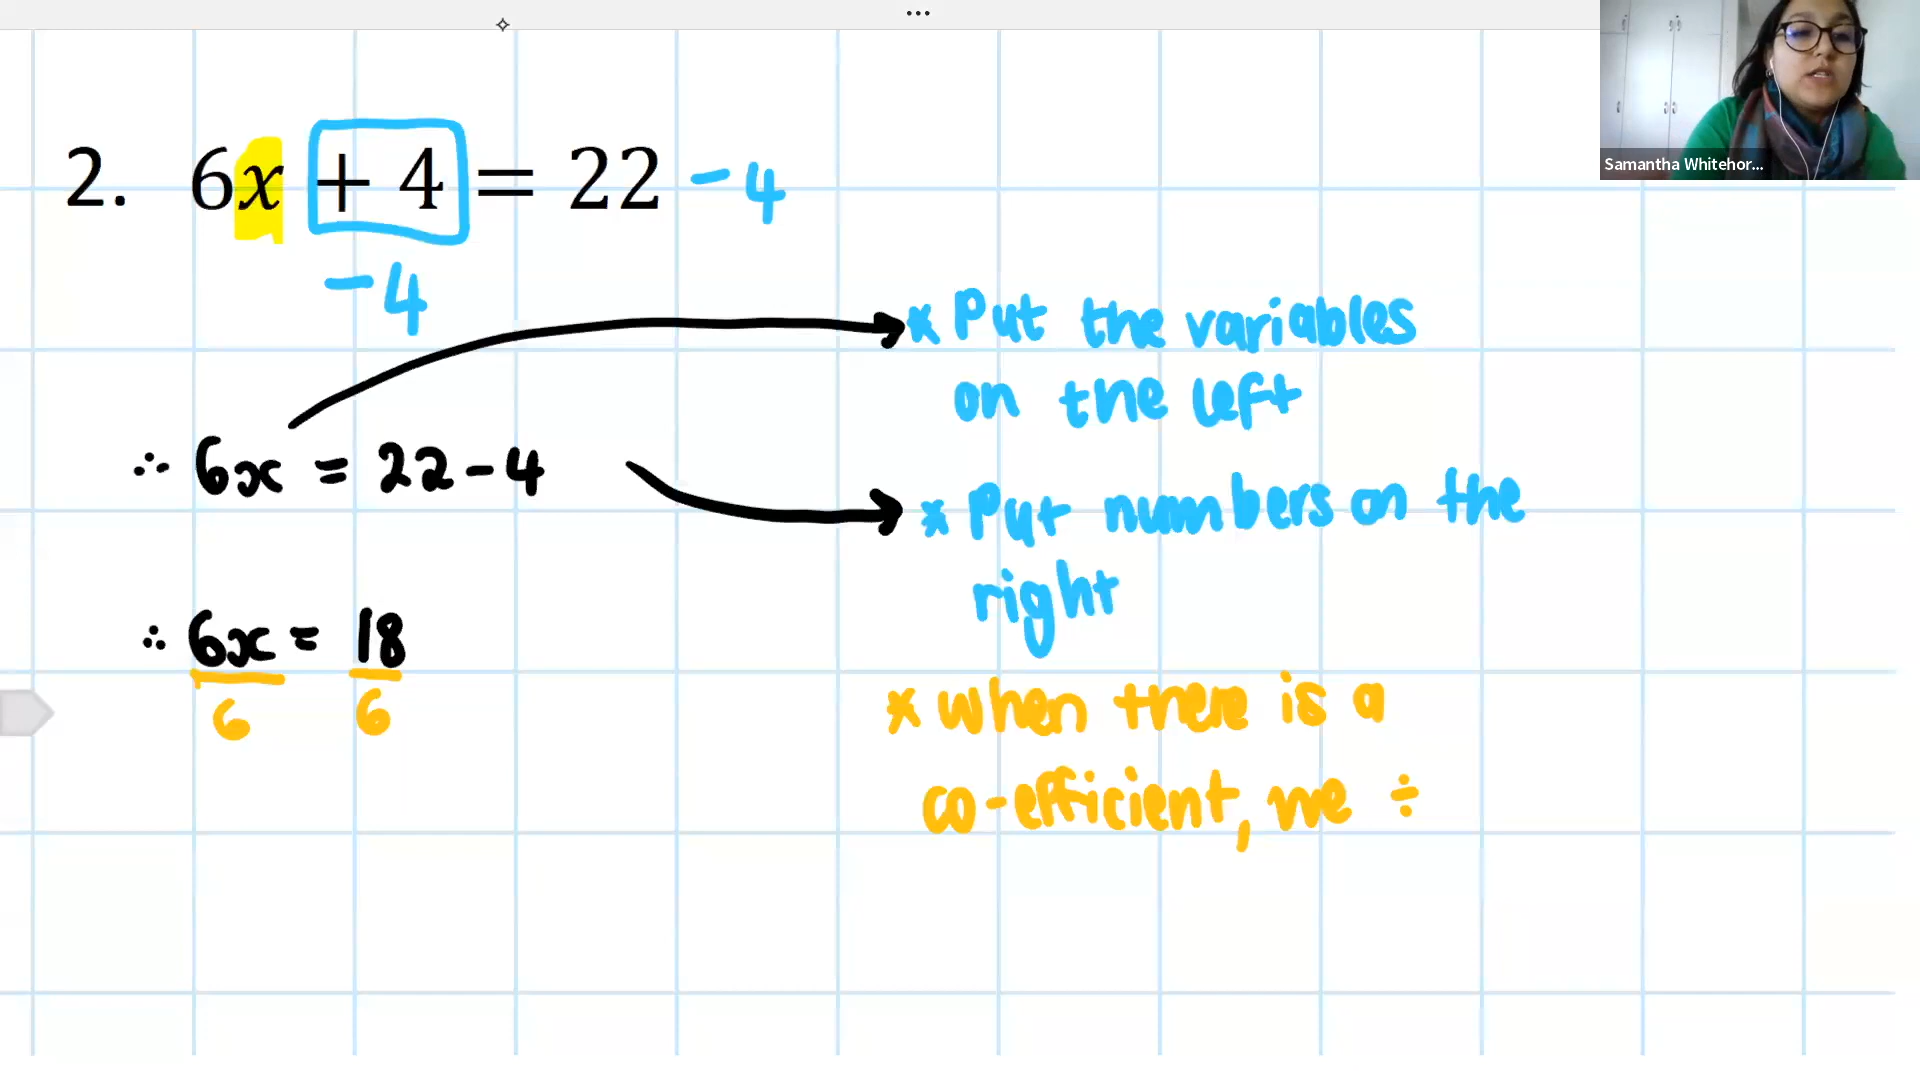 Samantha Whitehor...
2. 6x + 4 = 22 - 4
- 4
* Put the variables
on the left
∴ 6x = 22 - 4
* Put numbers on the
right
∴ 6x = 18
6 6
* when there is a
co-efficient, we ÷